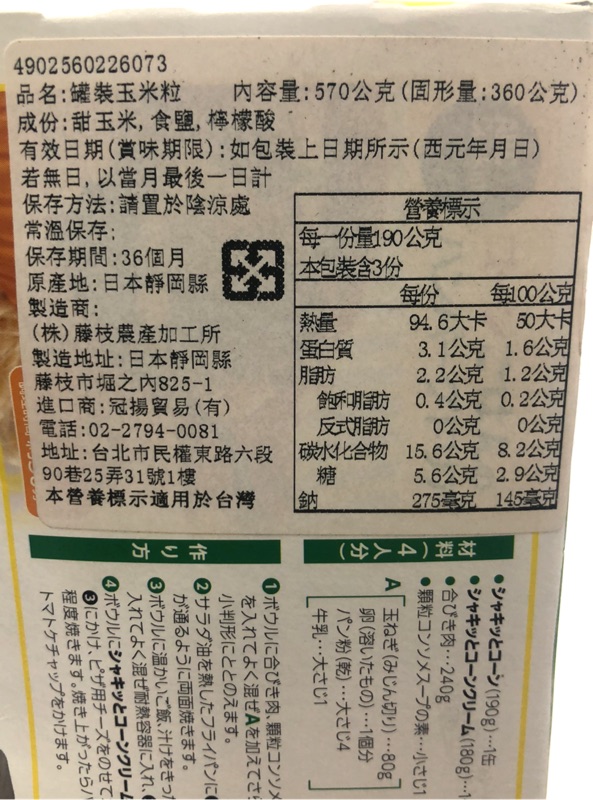 4902560226073
品名:罐裝玉米粒 內容量:570公克(固形量:360公克)
成份:甜玉米,食鹽,檸檬酸
有效日期(賞味期限):如包裝上日期所示(西元年月日)
若無日,以當月最後一日計
保存方法:請置於陰涼處
常溫保存:
保存期間:36個月
原產地:日本靜岡縣
製造商:
(株)藤枝農產加工所
製造地址:日本靜岡縣
藤枝市堀之內825-1
進口商:冠揚貿易(有)
電話:02-2794-0081
地址:台北市民權東路六段
90巷25弄31號1樓
本營養標示適用於台灣
營養標示
每一份量190公克
本包裝含3份
每份 每100公克
熱量 94.6大卡 50大卡
蛋白質 3.1公克 1.6公克
脂肪 2.2公克 1.2公克
飽和脂肪 0.4公克 0.2公克
反式脂肪 0公克 0公克
碳水化合物 15.6公克 8.2公克
糖 5.6公克 2.9公克
鈉 275毫克 145毫克
材料(4人分)
●シャキッとコーン(190g)…1缶
●シャキッとコーンクリーム(180g)…1
●合びき肉…240g
●顆粒コンソメスープの素…小さじ1
A 玉ねぎ(みじん切り)…80g
卵(溶いたもの)…1個分
パン粉(乾)…大さじ4
牛乳…大さじ1
作り方
❶ボウルに合びき肉、顆粒コンソメ
を入れてよく混ぜAを加えてさら
小判形にととのえます。
❷サラダ油を熱したフライパンに❶
が通るように両面焼きます。
❸ボウルに温かいご飯、汁けをきっ
入れてよく混ぜ耐熱容器に入れ、
❹ボウルにシャキッとコーンクリーム
❸にかけ、ピザ用チーズをのせて
程度焼きます。焼き上がったらパ
トマトケチャップをかけます。